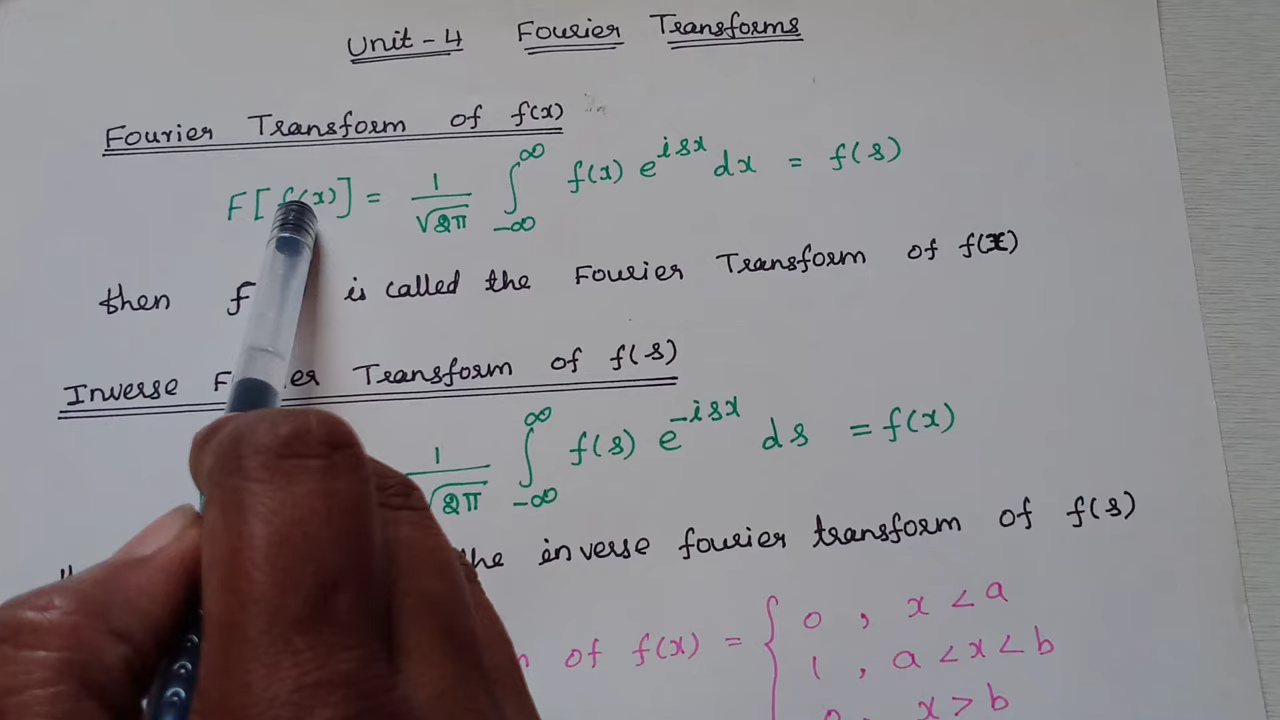 Unit - 4 Fourier Transforms
Fourier Transform of f(x)
F[f(x)] = 1/√2π ∫_{-∞}^{∞} f(x) e^{isx} dx = f(s)
then is called the Fourier Transform of f(x)
Inverse Transform of f(s)
1/√2π ∫_{-∞}^{∞} f(s) e^{-isx} ds = f(x)
the inverse fourier transform of f(s)
of f(x) = { 0 , x < a
1 , a < x < b
0 , x > b